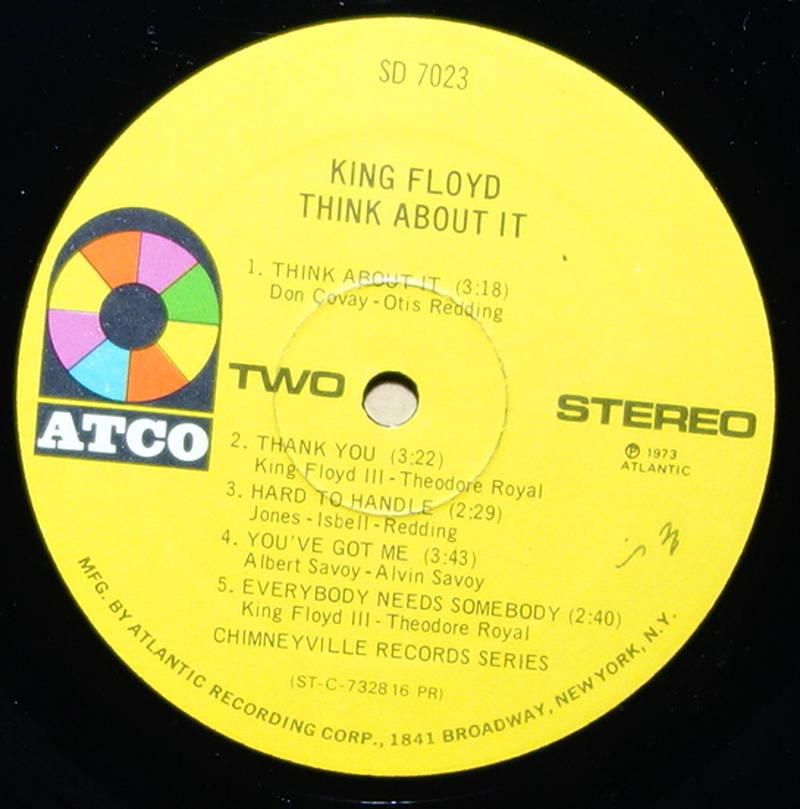 SD 7023
KING FLOYD
THINK ABOUT IT
1. THINK ABOUT IT (3:18)
Don Covay - Otis Redding
ATCO
TWO
STEREO
Ⓟ 1973
ATLANTIC
2. THANK YOU (3:22)
King Floyd III - Theodore Royal
3. HARD TO HANDLE (2:29)
Jones - Isbell - Redding
4. YOU'VE GOT ME (3:43)
Albert Savoy - Alvin Savoy
5. EVERYBODY NEEDS SOMEBODY (2:40)
King Floyd III - Theodore Royal
CHIMNEYVILLE RECORDS SERIES
(ST-C-732816 PR)
MFG. BY ATLANTIC RECORDING CORP., 1841 BROADWAY, NEW YORK, N.Y.